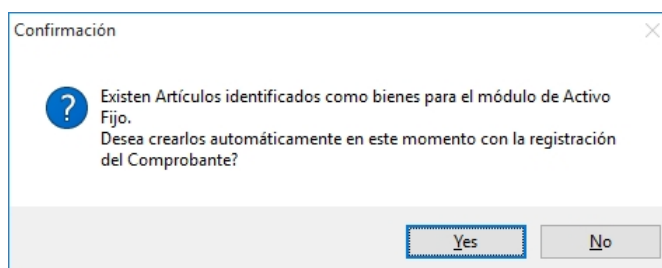 Confirmación
Existen Artículos identificados como bienes para el módulo de Activo
Fijo.
Desea crearlos automáticamente en este momento con la registración
del Comprobante?
Yes
No